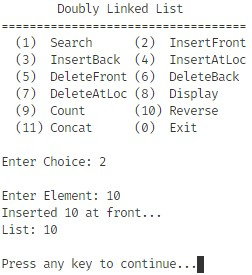 Doubly Linked List
==================================
(1) Search (2) InsertFront
(3) InsertBack (4) InsertAtLoc
(5) DeleteFront (6) DeleteBack
(7) DeleteAtLoc (8) Display
(9) Count (10) Reverse
(11) Concat (0) Exit
Enter Choice: 2
Enter Element: 10
Inserted 10 at front...
List: 10
Press any key to continue...